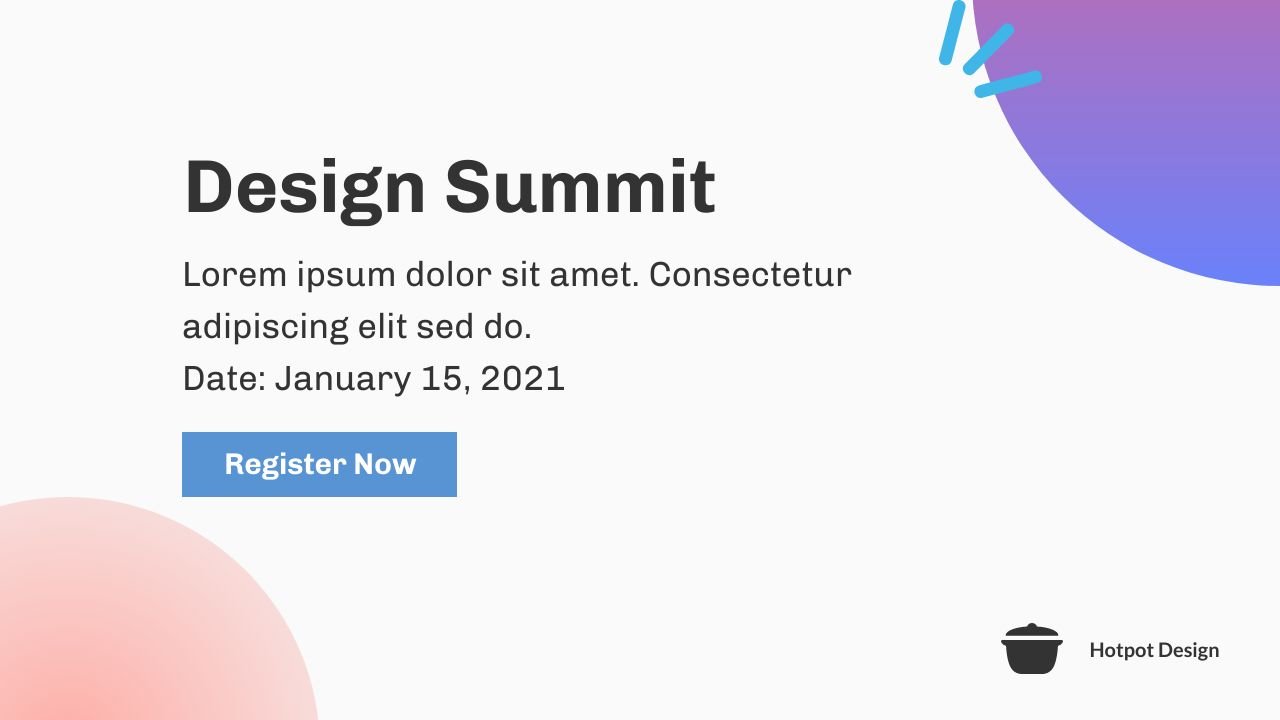 Design Summit
Lorem ipsum dolor sit amet. Consectetur
adipiscing elit sed do.
Date: January 15, 2021
Register Now
Hotpot Design